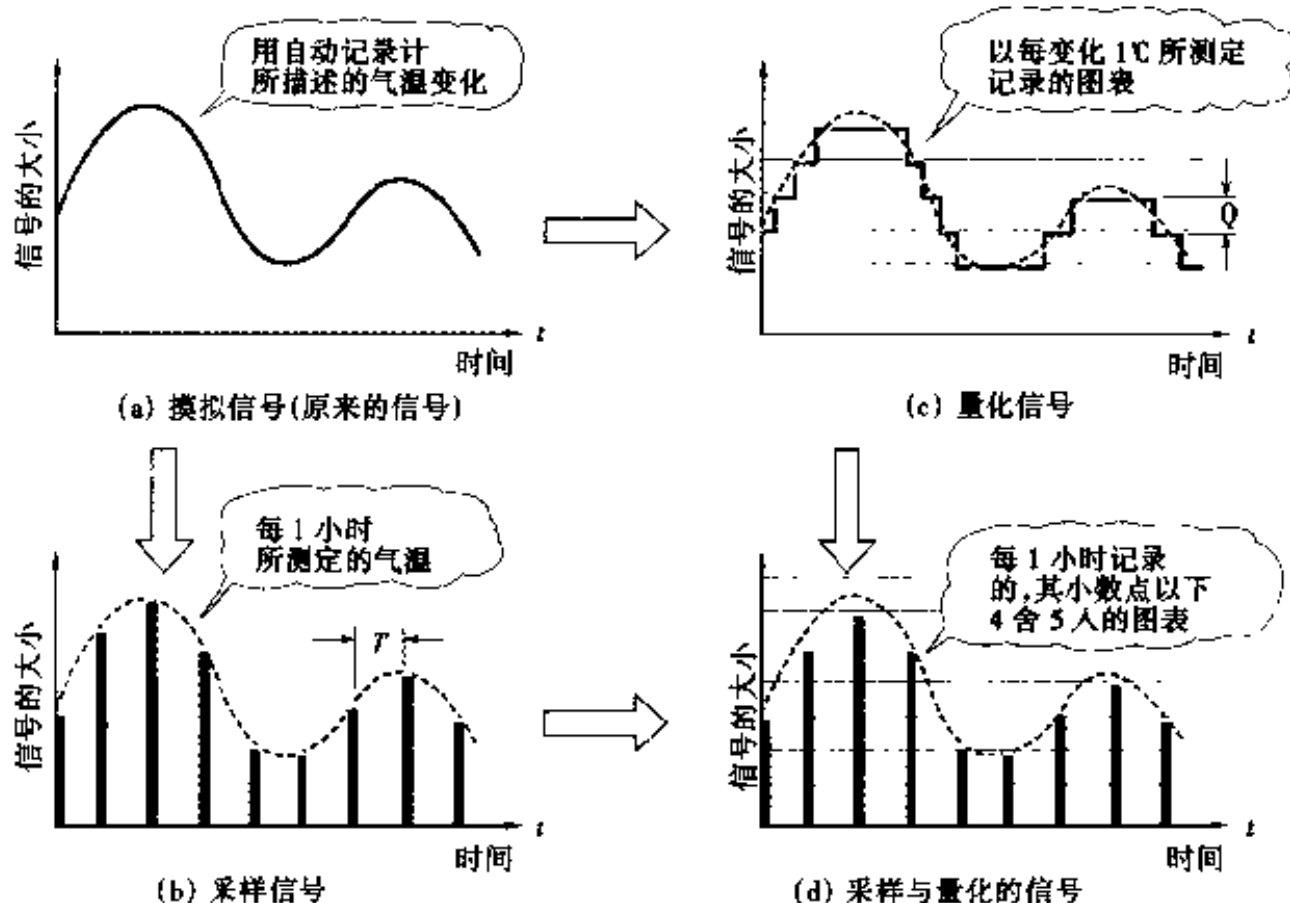 用自动记录计
所描述的气温变化
信号的大小
t
时间
(a) 模拟信号(原来的信号)
以每变化 1℃ 所测定
记录的图表
信号的大小
Q
t
时间
(c) 量化信号
每 1 小时
所测定的气温
信号的大小
T
t
时间
(b) 采样信号
每 1 小时记录
的,其小数点以下
4 舍 5 入的图表
信号的大小
t
时间
(d) 采样与量化的信号